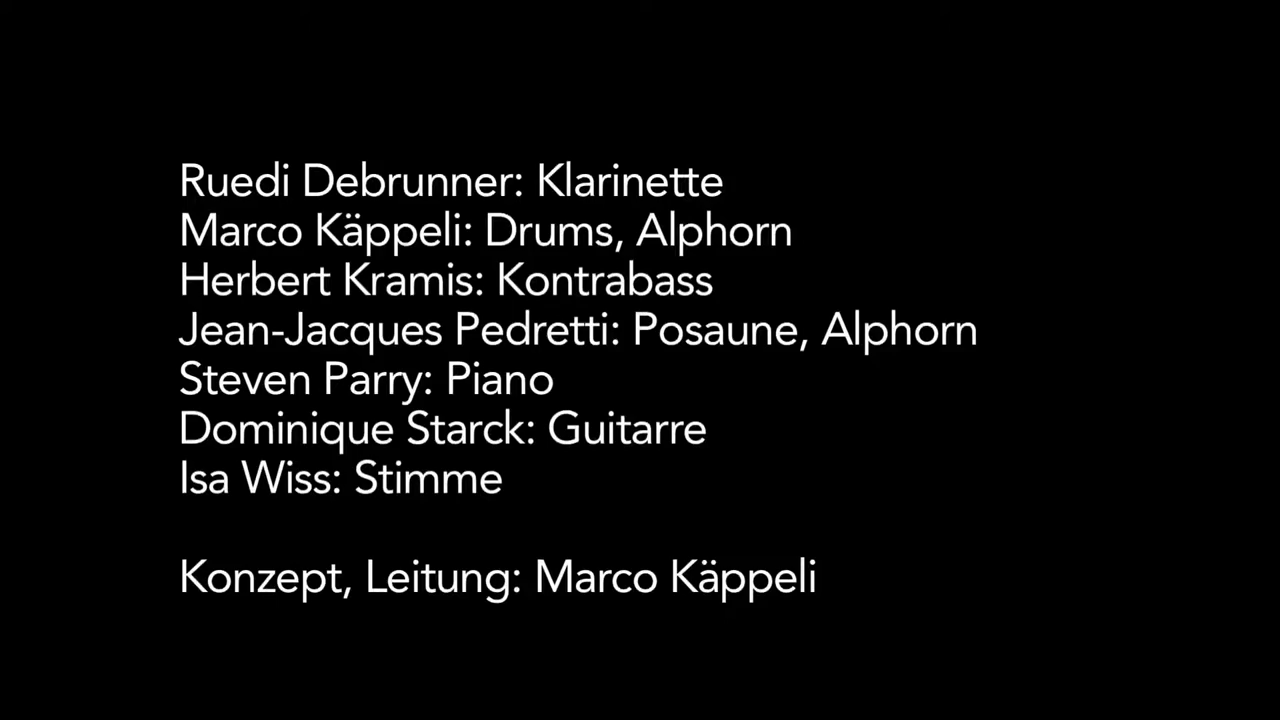 Ruedi Debrunner: Klarinette
Marco Käppeli: Drums, Alphorn
Herbert Kramis: Kontrabass
Jean-Jacques Pedretti: Posaune, Alphorn
Steven Parry: Piano
Dominique Starck: Guitarre
Isa Wiss: Stimme
Konzept, Leitung: Marco Käppeli